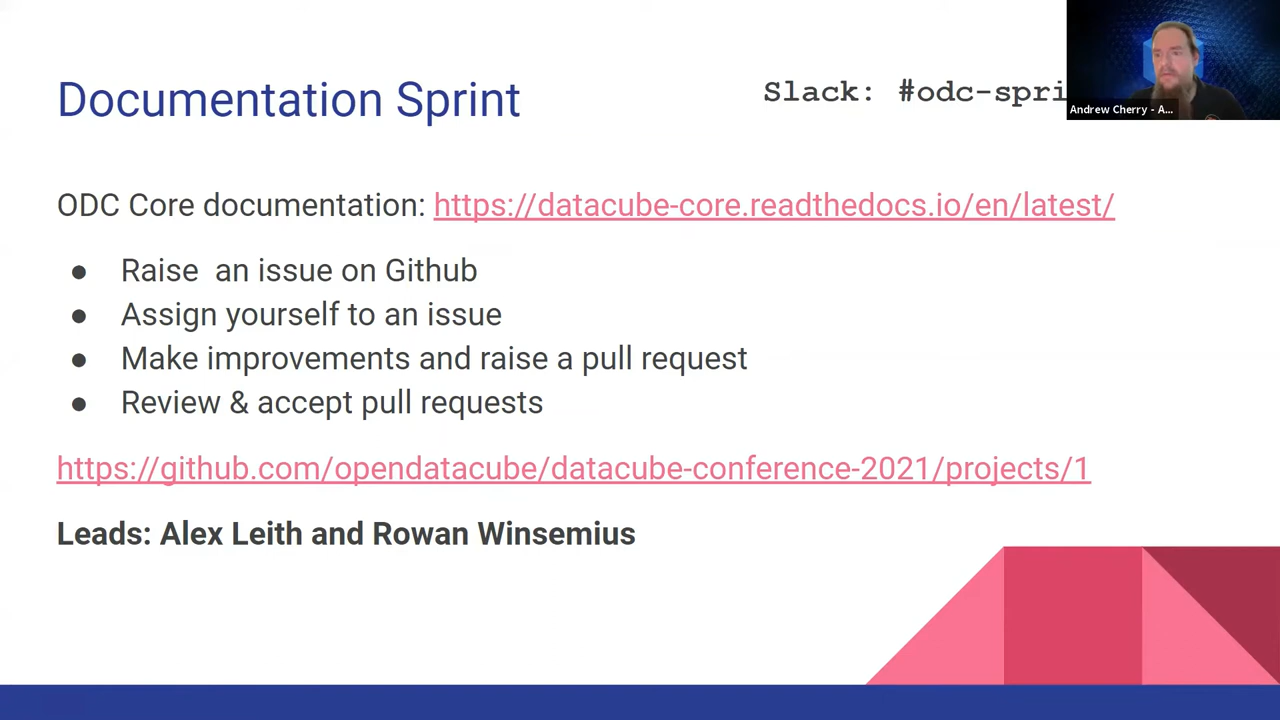 Documentation Sprint
Slack: #odc-spri
Andrew Cherry - A...
ODC Core documentation: https://datacube-core.readthedocs.io/en/latest/
● Raise an issue on Github
● Assign yourself to an issue
● Make improvements and raise a pull request
● Review & accept pull requests
https://github.com/opendatacube/datacube-conference-2021/projects/1
Leads: Alex Leith and Rowan Winsemius